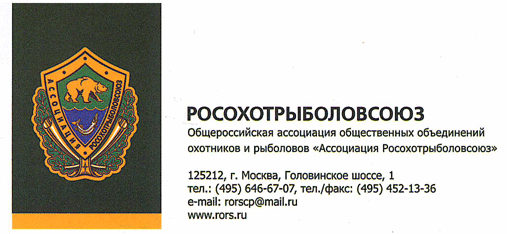 АССОЦИАЦИЯ
РОСОХОТРЫБОЛОВСОЮЗ
РОСОХОТРЫБОЛОВСОЮЗ
Общероссийская ассоциация общественных объединений
охотников и рыболовов «Ассоциация Росохотрыболовсоюз»
125212, г. Москва, Головинское шоссе, 1
тел.: (495) 646-67-07, тел./факс: (495) 452-13-36
e-mail: rorscp@mail.ru
www.rors.ru